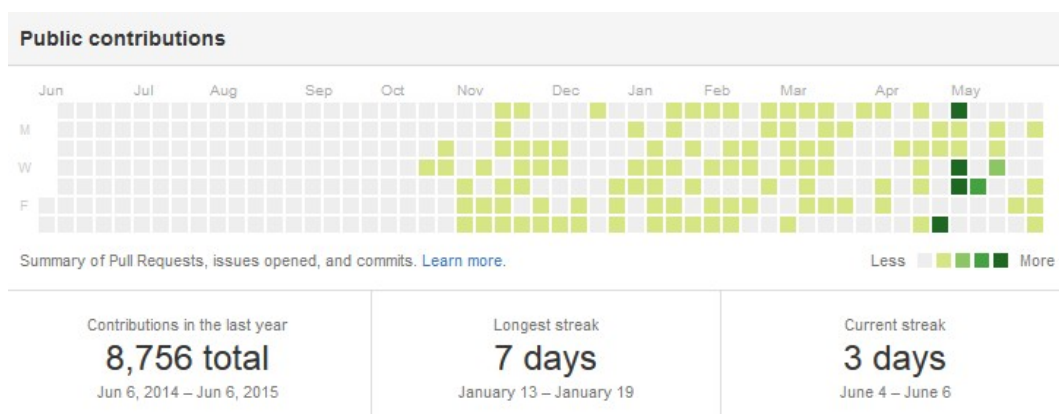 Public contributions
Jun Jul Aug Sep Oct Nov Dec Jan Feb Mar Apr May
M
W
F
Summary of Pull Requests, issues opened, and commits. Learn more.
Less More
Contributions in the last year
8,756 total
Jun 6, 2014 – Jun 6, 2015
Longest streak
7 days
January 13 – January 19
Current streak
3 days
June 4 – June 6